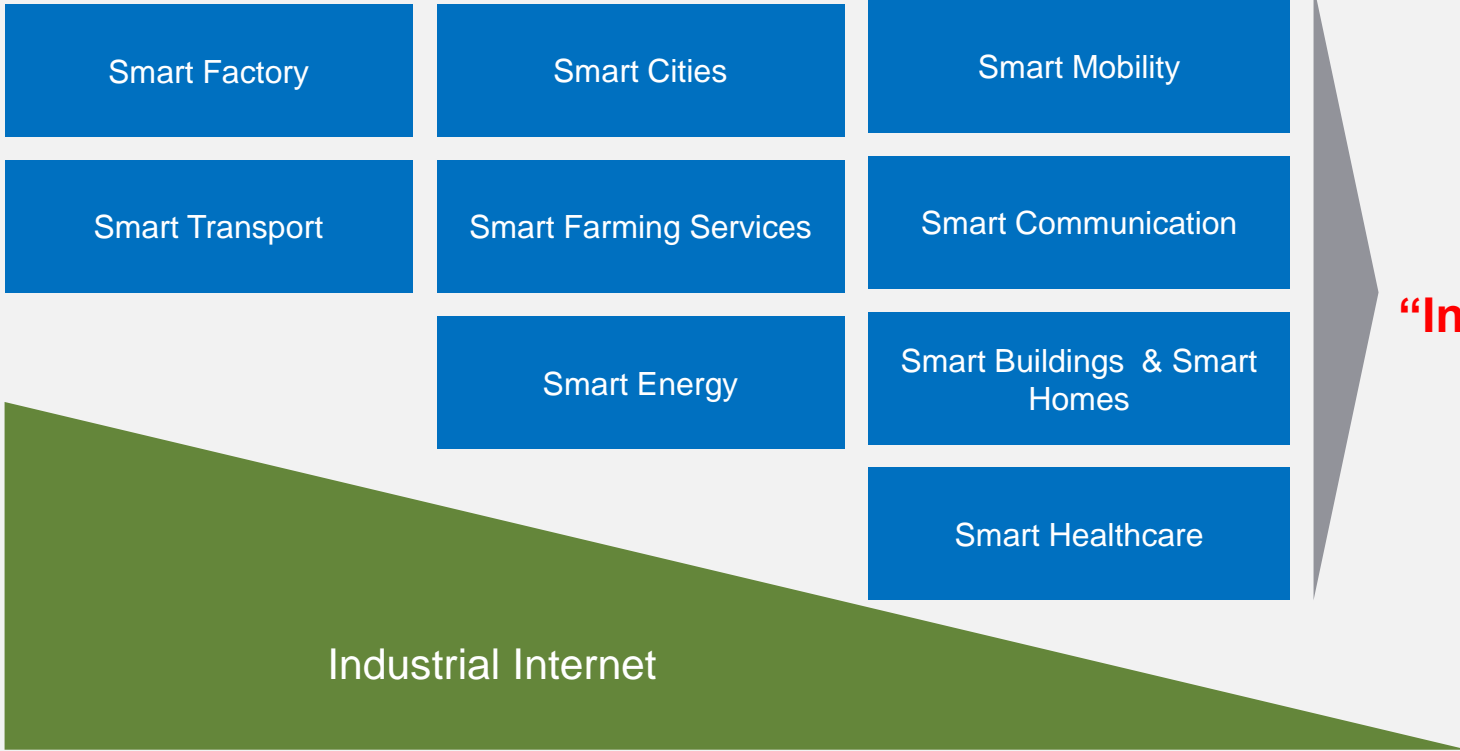 Smart Factory
Smart Cities
Smart Mobility
Smart Transport
Smart Farming Services
Smart Communication
Smart Energy
Smart Buildings & Smart
Homes
Smart Healthcare
Industrial Internet